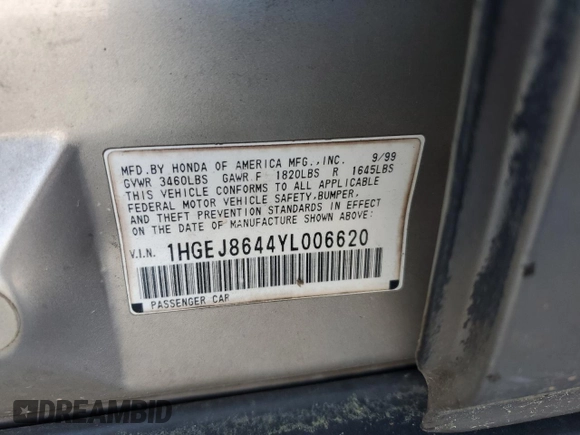 MFD.BY HONDA OF AMERICA MFG.,INC. 9/99
GVWR 3460LBS GAWR F 1820LBS R 1645LBS
THIS VEHICLE CONFORMS TO ALL APPLICABLE
FEDERAL MOTOR VEHICLE SAFETY,BUMPER,
AND THEFT PREVENTION STANDARDS IN EFFECT
ON THE DATE OF MANUFACTURE SHOWN ABOVE:
V.I.N. 1HGEJ8644YL006620
PASSENGER CAR
DREAMBID